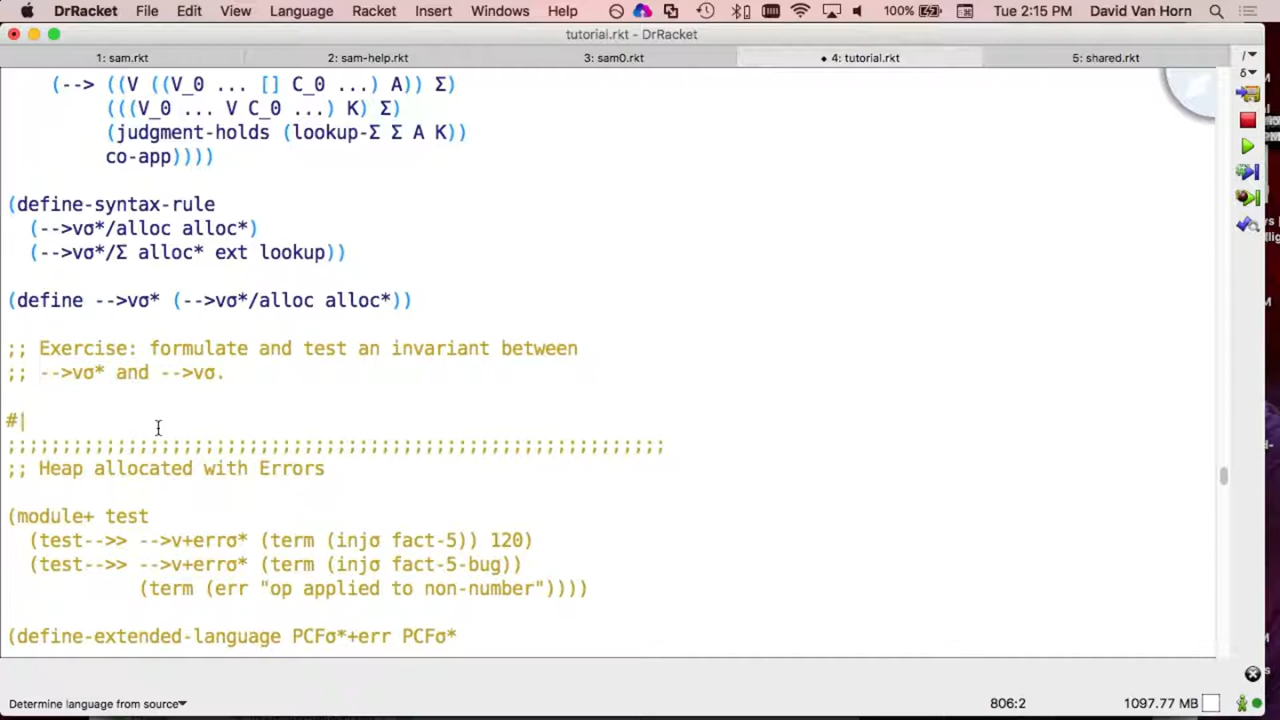 DrRacket File Edit View Language Racket Insert Windows Help 100% Tue 2:15 PM David Van Horn
tutorial.rkt - DrRacket
1: sam.rkt 2: sam-help.rkt 3: sam0.rkt • 4: tutorial.rkt 5: shared.rkt
(--> ((V ((V_0 ... [] C_0 ...) A)) Σ)
(((V_0 ... V C_0 ...) K) Σ)
(judgment-holds (lookup-Σ Σ A K))
co-app))))
(define-syntax-rule
(-->vσ*/alloc alloc*)
(-->vσ*/Σ alloc* ext lookup))
(define -->vσ* (-->vσ*/alloc alloc*))
;; Exercise: formulate and test an invariant between
;; -->vσ* and -->vσ.
#|
;;;;;;;;;;;;;;;;;;;;;;;;;;;;;;;;;;;;;;;;;;;;;;;;;;;;;;;;;;;;
;; Heap allocated with Errors
(module+ test
(test-->> -->v+errσ* (term (injσ fact-5)) 120)
(test-->> -->v+errσ* (term (injσ fact-5-bug))
(term (err "op applied to non-number"))))
(define-extended-language PCFσ*+err PCFσ*
Determine language from source▾ 806:2 1097.77 MB